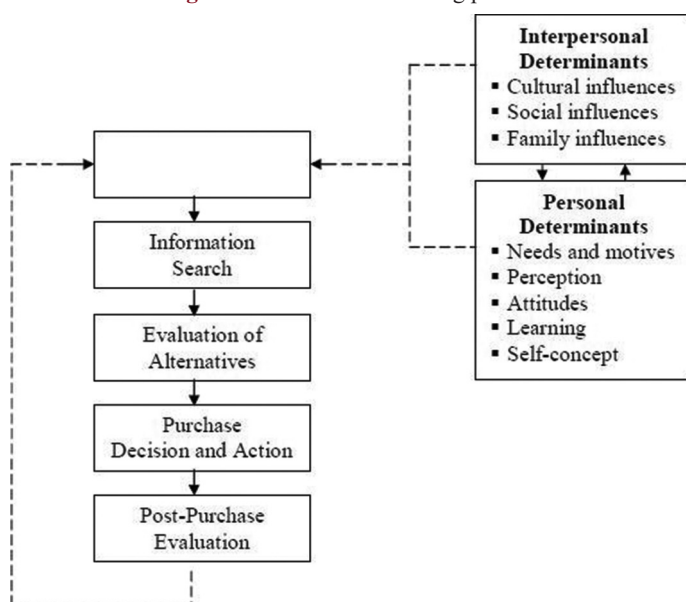 Interpersonal
Determinants
▪ Cultural influences
▪ Social influences
▪ Family influences
Personal
Determinants
▪ Needs and motives
▪ Perception
▪ Attitudes
▪ Learning
▪ Self-concept
Information
Search
Evaluation of
Alternatives
Purchase
Decision and Action
Post-Purchase
Evaluation